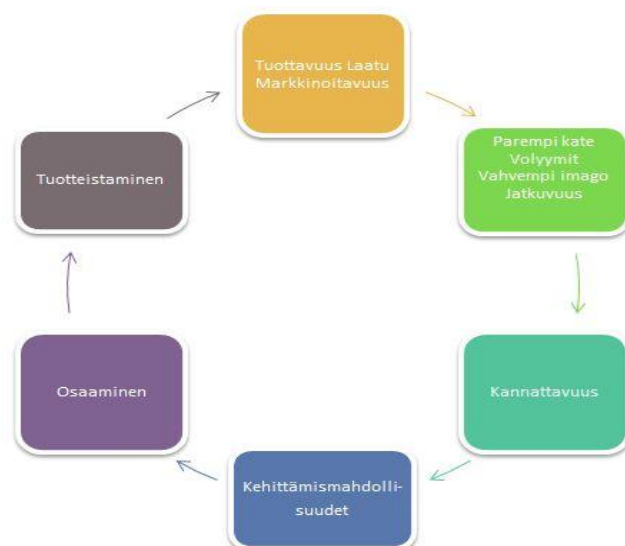 Tuottavuus Laatu
Markkinoitavuus
Parempi kate
Volyymit
Vahvempi imago
Jatkuvuus
Kannattavuus
Kehittämismahdolli-
suudet
Osaaminen
Tuotteistaminen